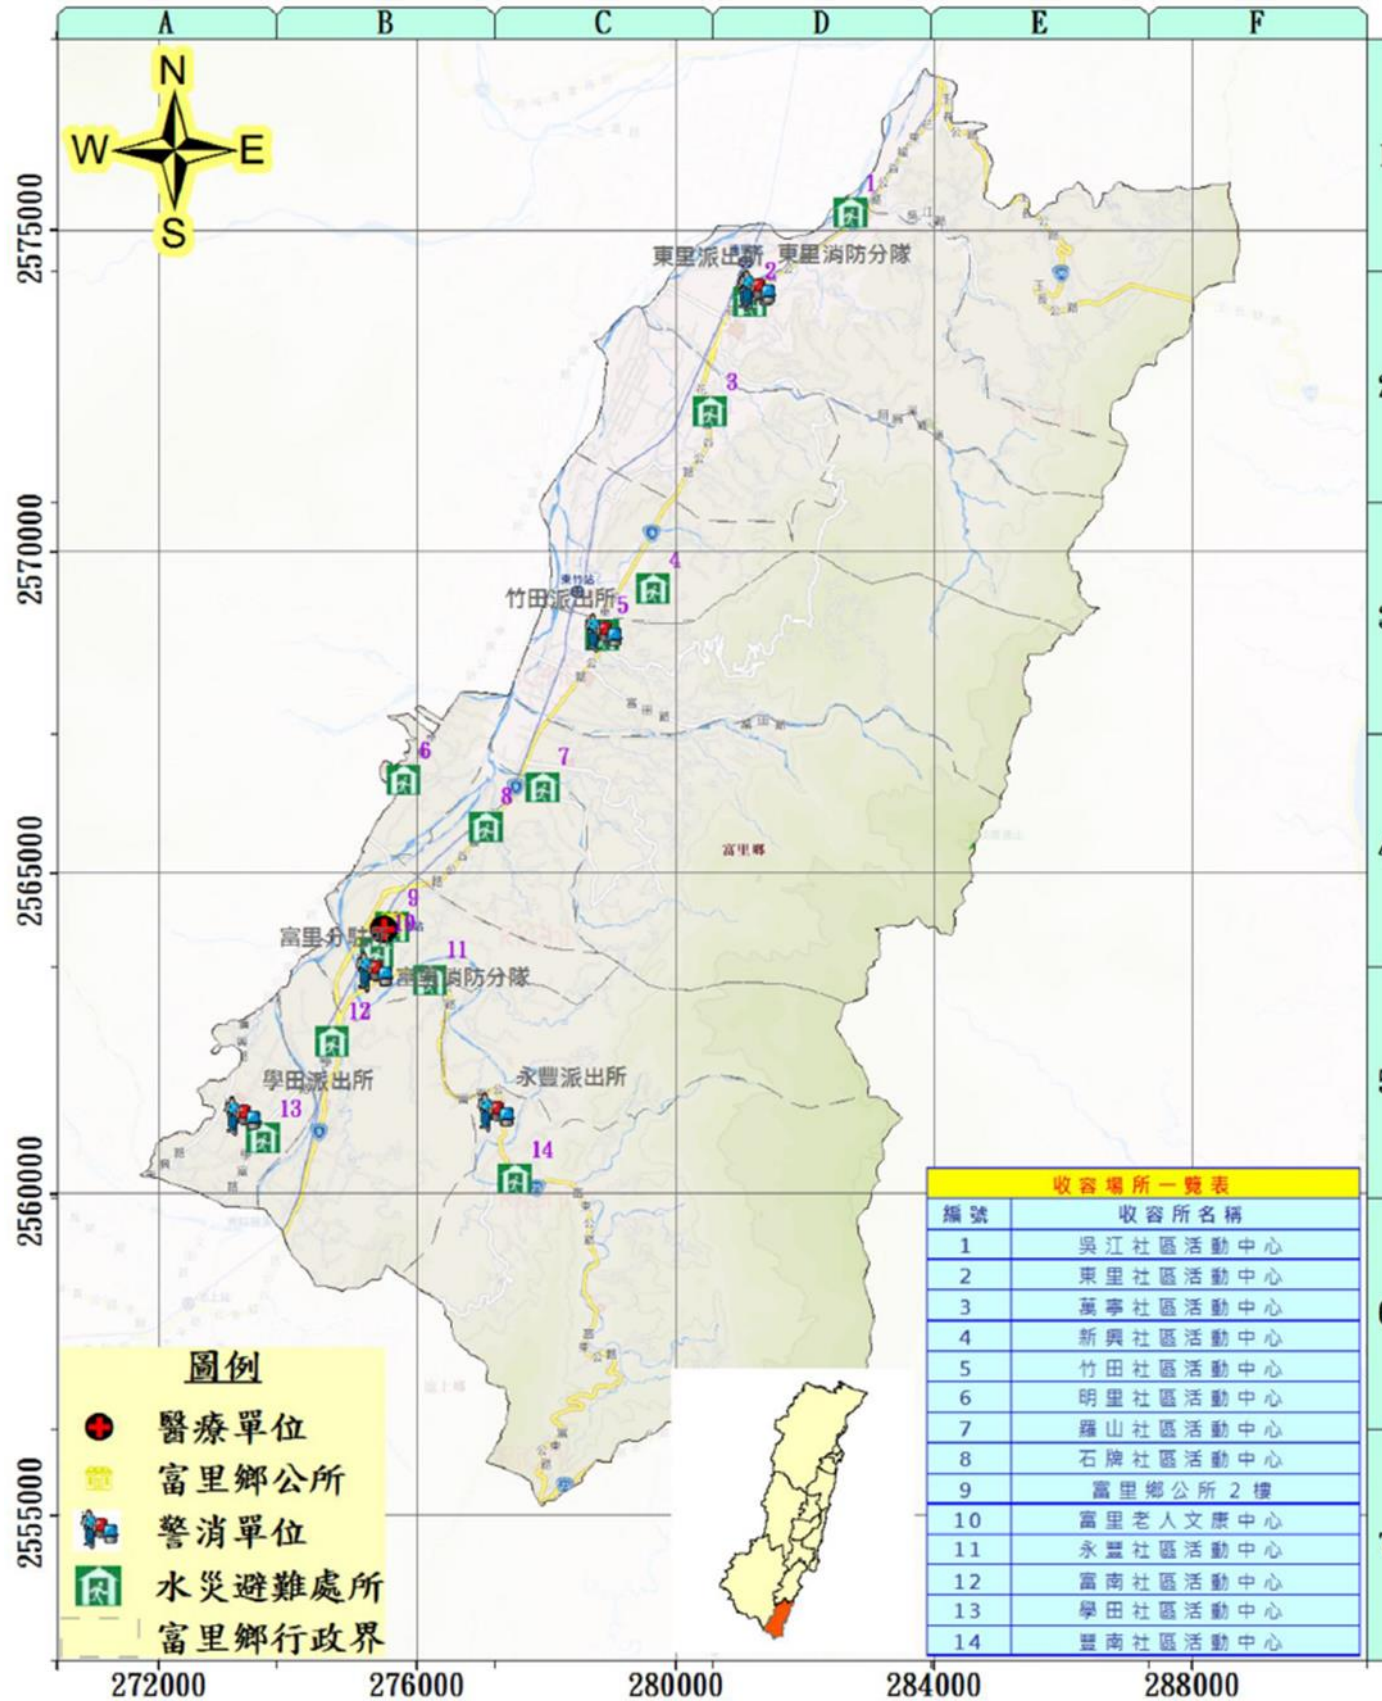 A B C D E F
N
W E
S
2575000
2570000
2565000
2560000
2555000
272000 276000 280000 284000 288000
1
東里派出所 東里消防分隊
2
3
4
東竹站
竹田派出所
5
6
7
8
富里鄉
9
10
富里分駐所
11
富里消防分隊
12
學田派出所
永豐派出所
13
14
吳江路
富田路
圖例
醫療單位
富里鄉公所
警消單位
水災避難處所
富里鄉行政界
收容場所一覽表
編號 收容所名稱
1 吳江社區活動中心
2 東里社區活動中心
3 萬寧社區活動中心
4 新興社區活動中心
5 竹田社區活動中心
6 明里社區活動中心
7 羅山社區活動中心
8 石牌社區活動中心
9 富里鄉公所2樓
10 富里老人文康中心
11 永豐社區活動中心
12 富南社區活動中心
13 學田社區活動中心
14 豐南社區活動中心